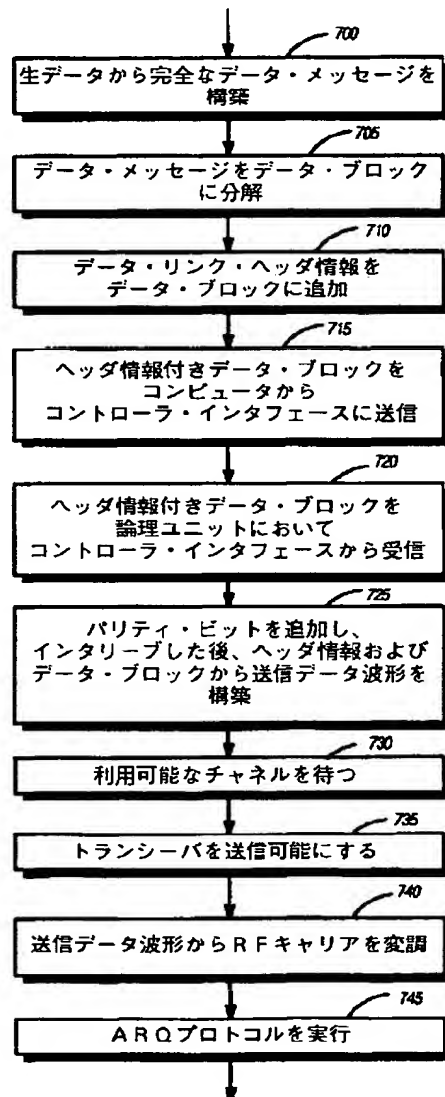 700
生データから完全なデータ・メッセージを
構築
705
データ・メッセージをデータ・ブロック
に分解
710
データ・リンク・ヘッダ情報を
データ・ブロックに追加
715
ヘッダ情報付きデータ・ブロックを
コンピュータから
コントローラ・インタフェースに送信
720
ヘッダ情報付きデータ・ブロックを
論理ユニットにおいて
コントローラ・インタフェースから受信
725
パリティ・ビットを追加し、
インタリーブした後、ヘッダ情報および
データ・ブロックから送信データ波形を
構築
730
利用可能なチャネルを待つ
735
トランシーバを送信可能にする
740
送信データ波形からRFキャリアを変調
745
ARQプロトコルを実行